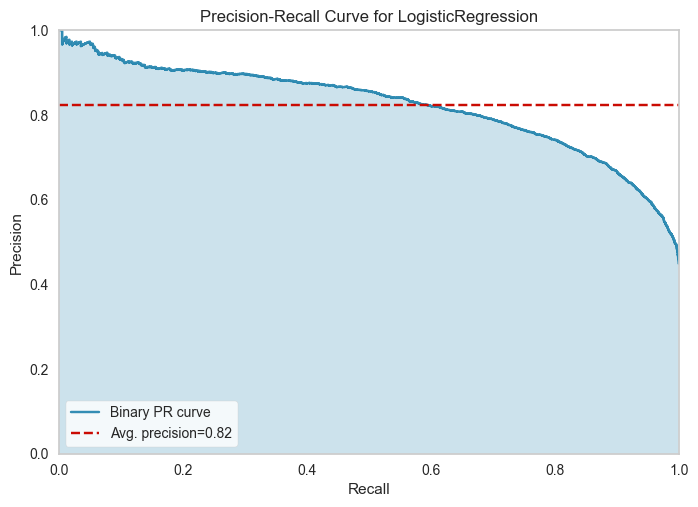 Precision-Recall Curve for LogisticRegression
1.0
0.8
0.6
0.4
0.2
0.0
Precision
Binary PR curve
Avg. precision=0.82
0.0 0.2 0.4 0.6 0.8 1.0
Recall